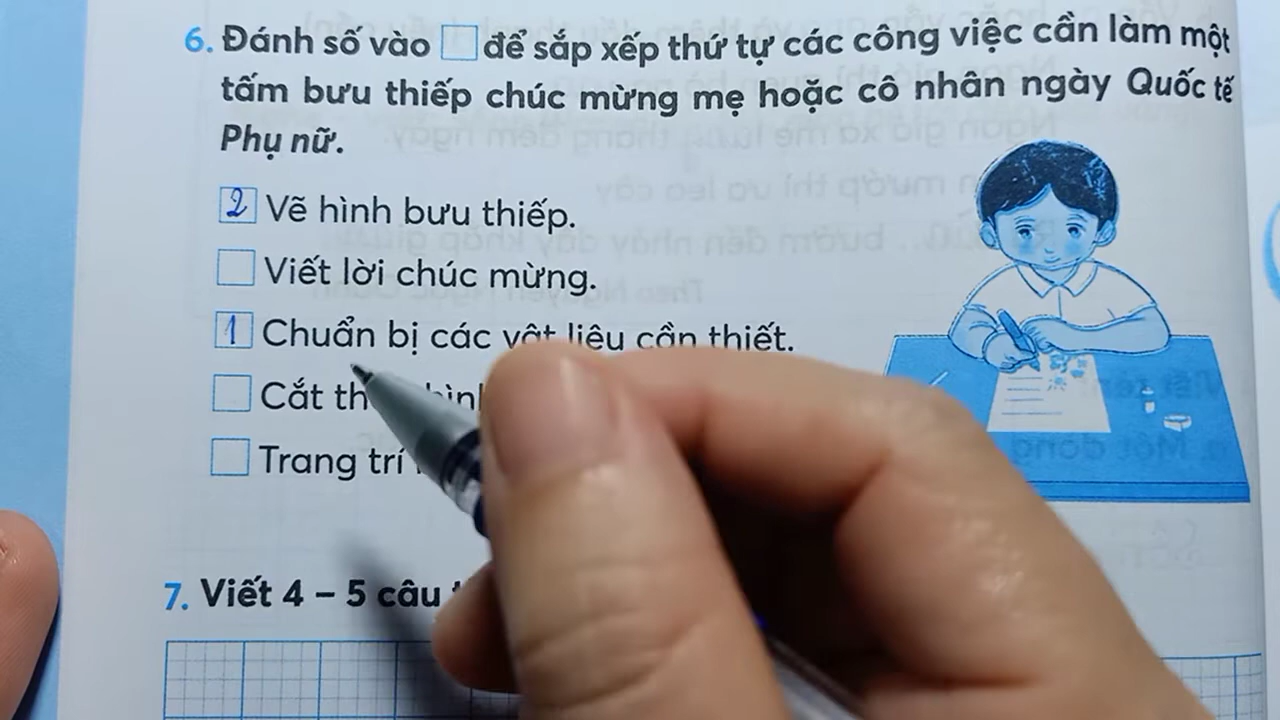 6. Đánh số vào □ để sắp xếp thứ tự các công việc cần làm một
tấm bưu thiếp chúc mừng mẹ hoặc cô nhân ngày Quốc tế
Phụ nữ.
2 Vẽ hình bưu thiếp.
□ Viết lời chúc mừng.
1 Chuẩn bị các vật liệu cần thiết.
□ Cắt
□ Trang trí
7. Viết 4 – 5 câu